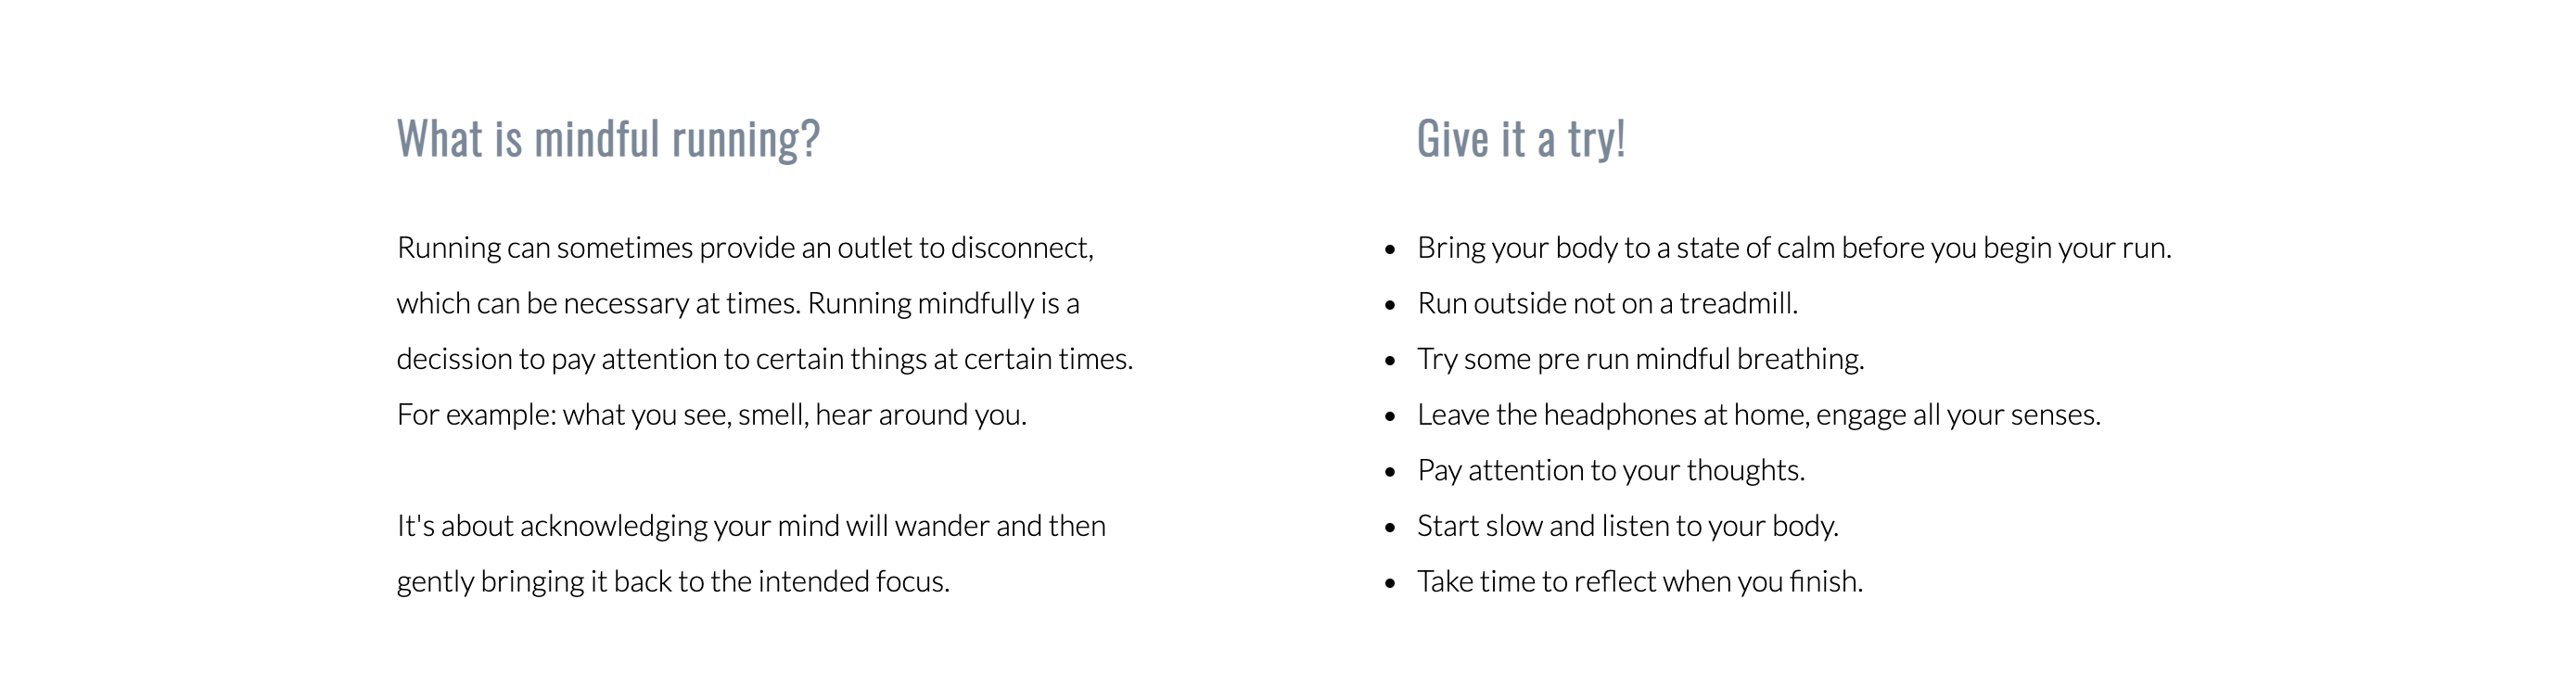 What is mindful running?
Running can sometimes provide an outlet to disconnect,
which can be necessary at times. Running mindfully is a
decission to pay attention to certain things at certain times.
For example: what you see, smell, hear around you.
It's about acknowledging your mind will wander and then
gently bringing it back to the intended focus.
Give it a try!
• Bring your body to a state of calm before you begin your run.
• Run outside not on a treadmill.
• Try some pre run mindful breathing.
• Leave the headphones at home, engage all your senses.
• Pay attention to your thoughts.
• Start slow and listen to your body.
• Take time to reflect when you finish.